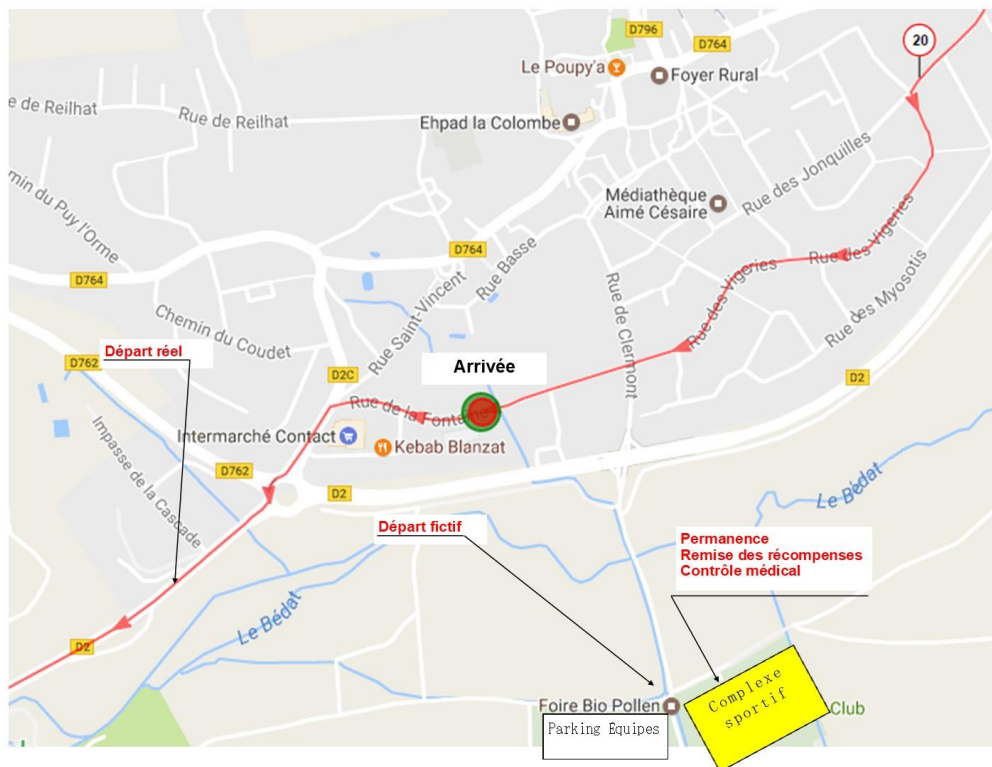 D796
D764
20
Le Poupy'a
Foyer Rural
e de Reilhat
Rue de Reilhat
Ehpad la Colombe
Rue des Jonquilles
min du Puy l'Orme
Médiathèque
Aimé Césaire
D764
Rue Basse
Rue des Vigeries
D764
Rue Saint-Vincent
Rue de Clermont
Rue des Vigeries
Rue des Myosotis
Chemin du Coudet
Départ réel
D762
D2C
Arrivée
D2
Rue de la Fontaine
Intermarché Contact
Kebab Blanzat
Impasse de la Cascade
D762
D2
Le Bédat
Départ fictif
Permanence
Remise des récompenses
Contrôle médical
Le Bédat
D2
Foire Bio Pollen
Complexe
sportif
Club
Parking Équipes